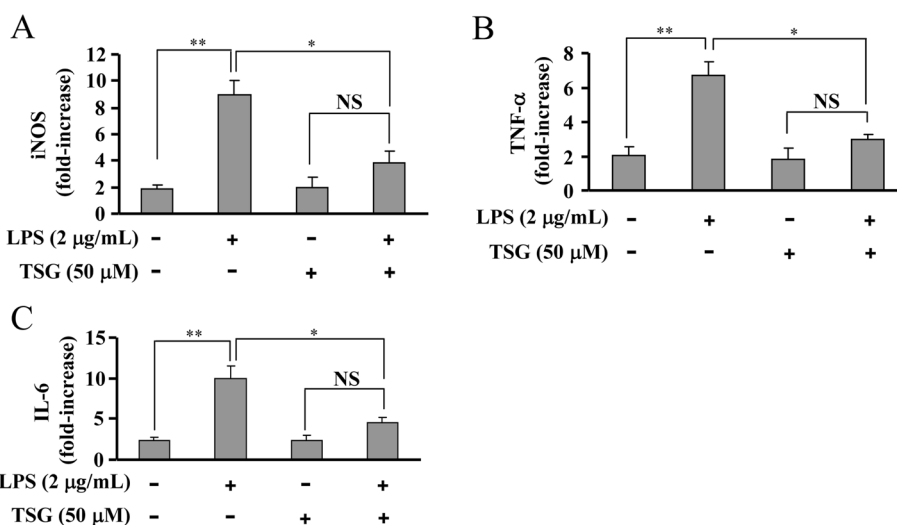 A
** *
12
10
8
6
4
2
0
iNOS
(fold-increase)
NS
LPS (2 μg/mL) - + - +
TSG (50 μM) - - + +
B
** *
8
6
4
2
0
TNF-α
(fold-increase)
NS
LPS (2 μg/mL) - + - +
TSG (50 μM) - - + +
C
** *
15
10
5
0
IL-6
(fold-increase)
NS
LPS (2 μg/mL) - + - +
TSG (50 μM) - - + +